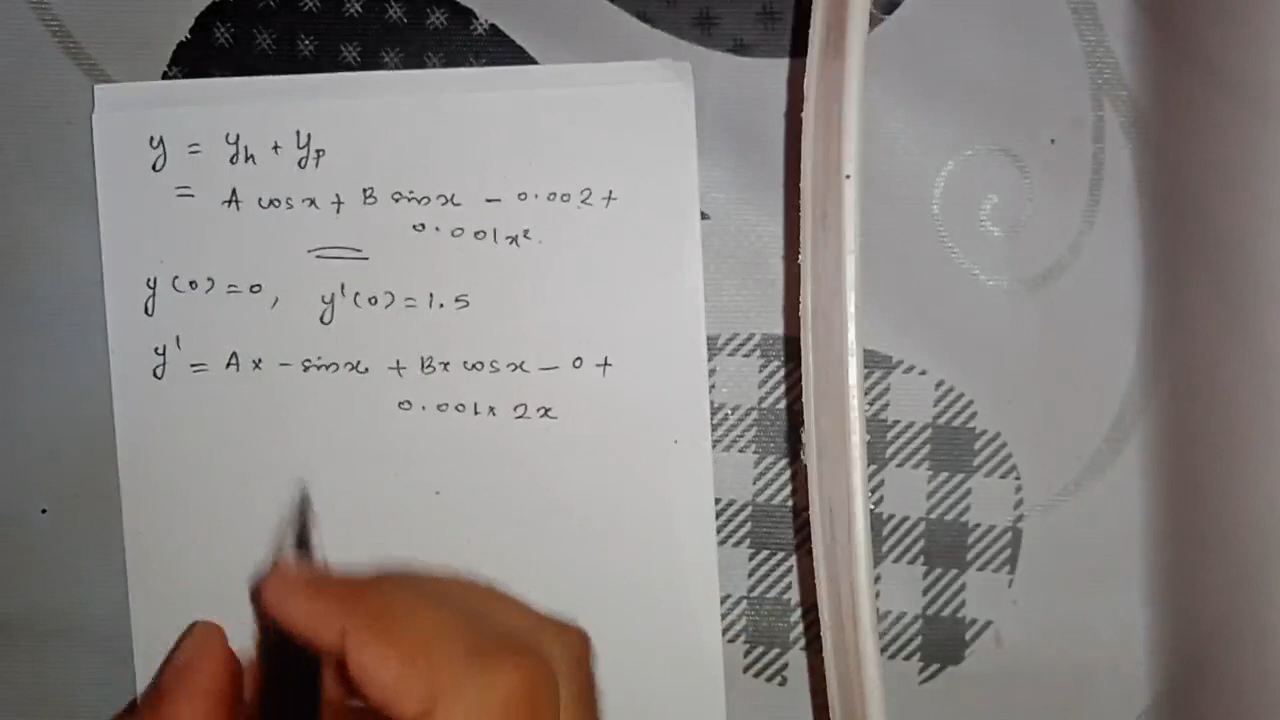 y = yh + yp
= A cos x + B sin x - 0.002 +
0.001x².
y(0)=0, y'(0)=1.5
y' = A x - sin x + B x cos x - 0 +
0.001 x 2x